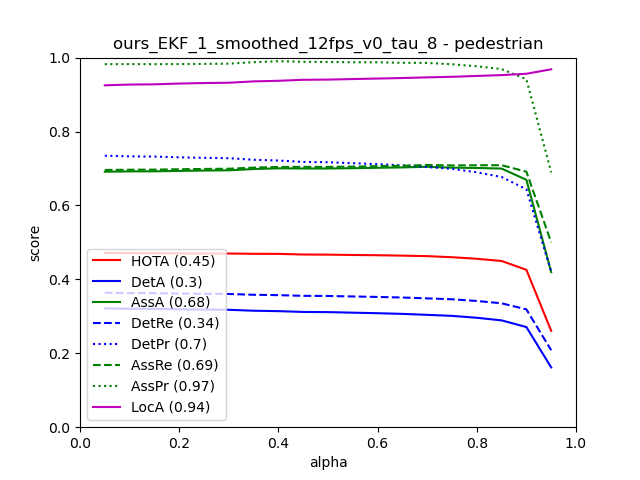 ours_EKF_1_smoothed_12fps_v0_tau_8 - pedestrian
1.0
0.8
0.6
0.4
0.2
0.0
score
HOTA (0.45)
DetA (0.3)
AssA (0.68)
DetRe (0.34)
DetPr (0.7)
AssRe (0.69)
AssPr (0.97)
LocA (0.94)
0.0 0.2 0.4 0.6 0.8 1.0
alpha